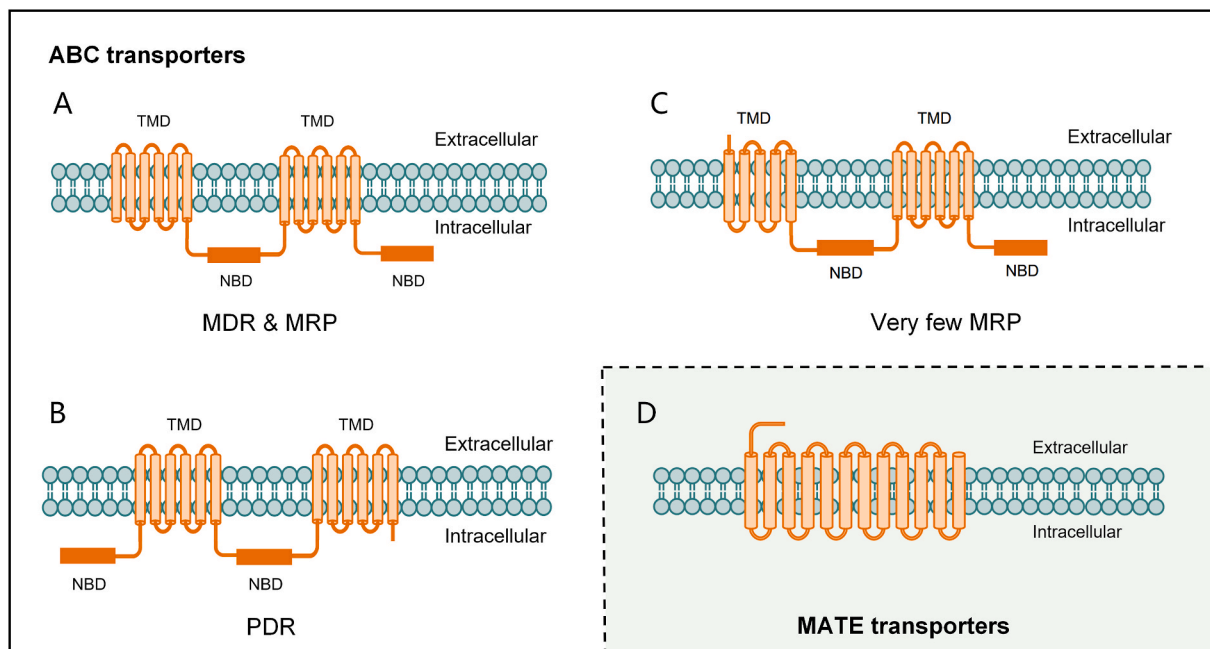 ABC transporters
A
TMD
TMD
Extracellular
Intracellular
NBD
NBD
MDR & MRP
C
TMD
TMD
Extracellular
Intracellular
NBD
NBD
Very few MRP
B
TMD
TMD
Extracellular
Intracellular
NBD
NBD
PDR
D
Extracellular
Intracellular
MATE transporters